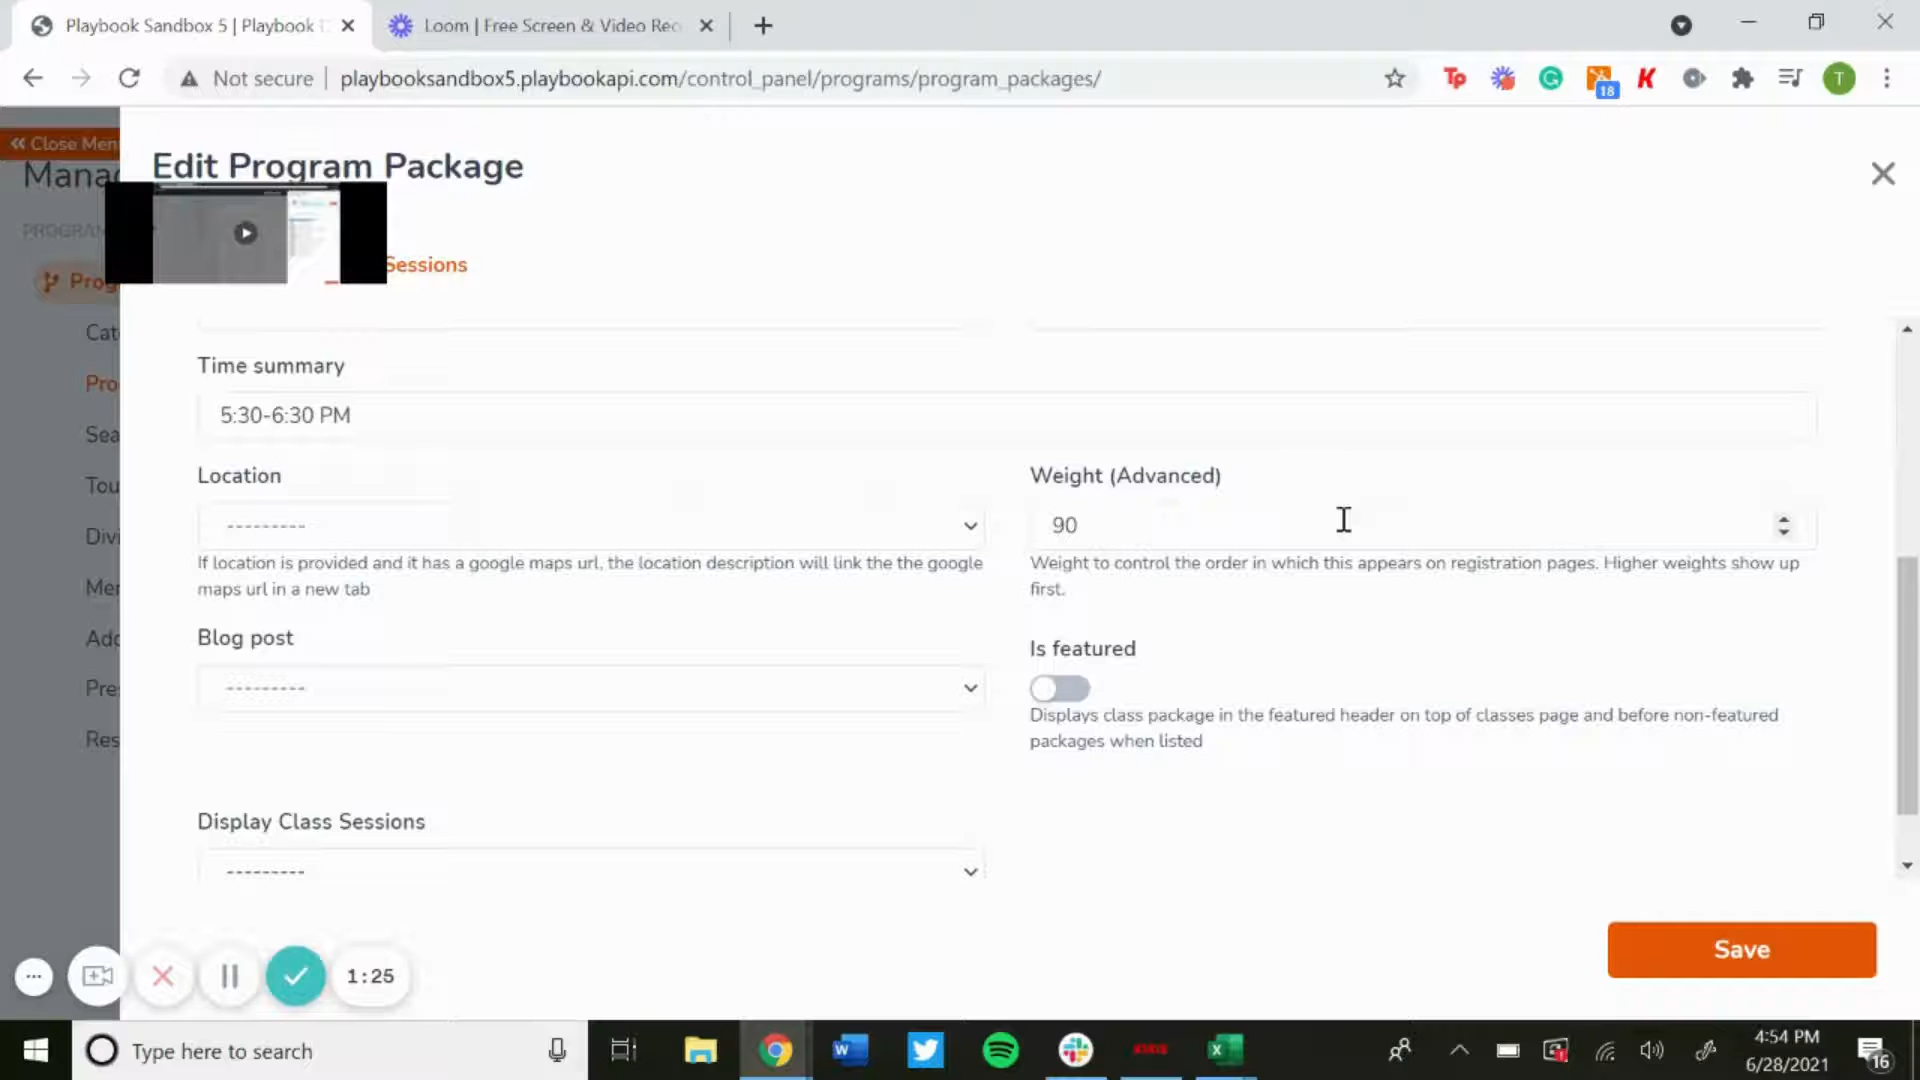 Playbook Sandbox 5 | Playbook
Loom | Free Screen & Video Rec
Not secure
playbooksandbox5.playbookapi.com/control_panel/programs/program_packages/
18
T
Close Men
Manag
PROGRAM
Prog
Cat
Pro
Sea
Tou
Divi
Mer
Add
Pre
Res
Edit Program Package
Sessions
Time summary
5:30-6:30 PM
Location
---------
If location is provided and it has a google maps url, the location description will link the the google
maps url in a new tab
Weight (Advanced)
90
Weight to control the order in which this appears on registration pages. Higher weights show up
first.
Blog post
---------
Is featured
Displays class package in the featured header on top of classes page and before non-featured
packages when listed
Display Class Sessions
---------
Save
1:25
Type here to search
4:54 PM
6/28/2021
16